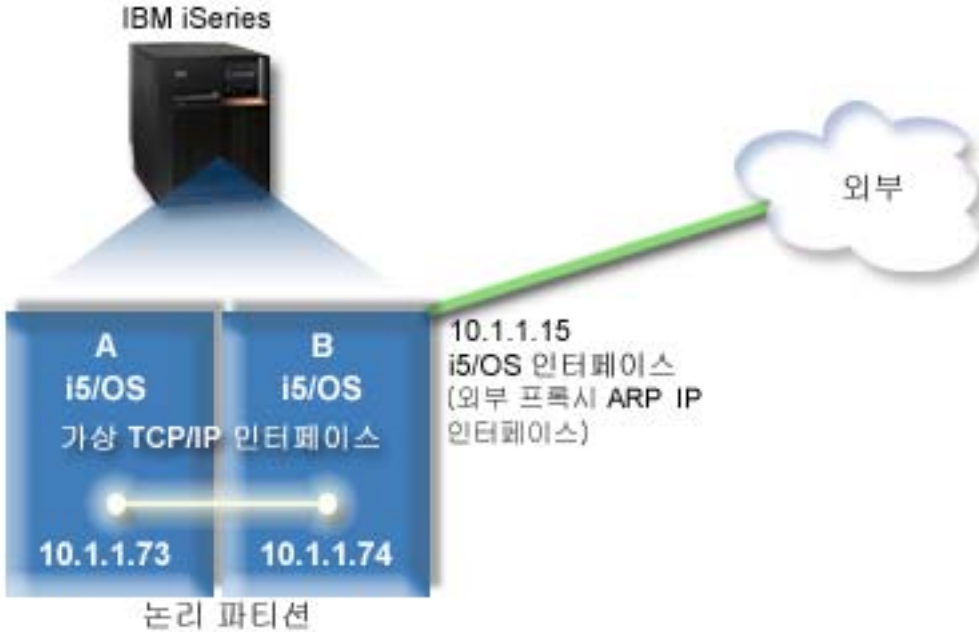 IBM iSeries
외부
10.1.1.15
i5/OS 인터페이스
(외부 프록시 ARP IP
인터페이스)
A
i5/OS
B
i5/OS
가상 TCP/IP 인터페이스
10.1.1.73
10.1.1.74
논리 파티션